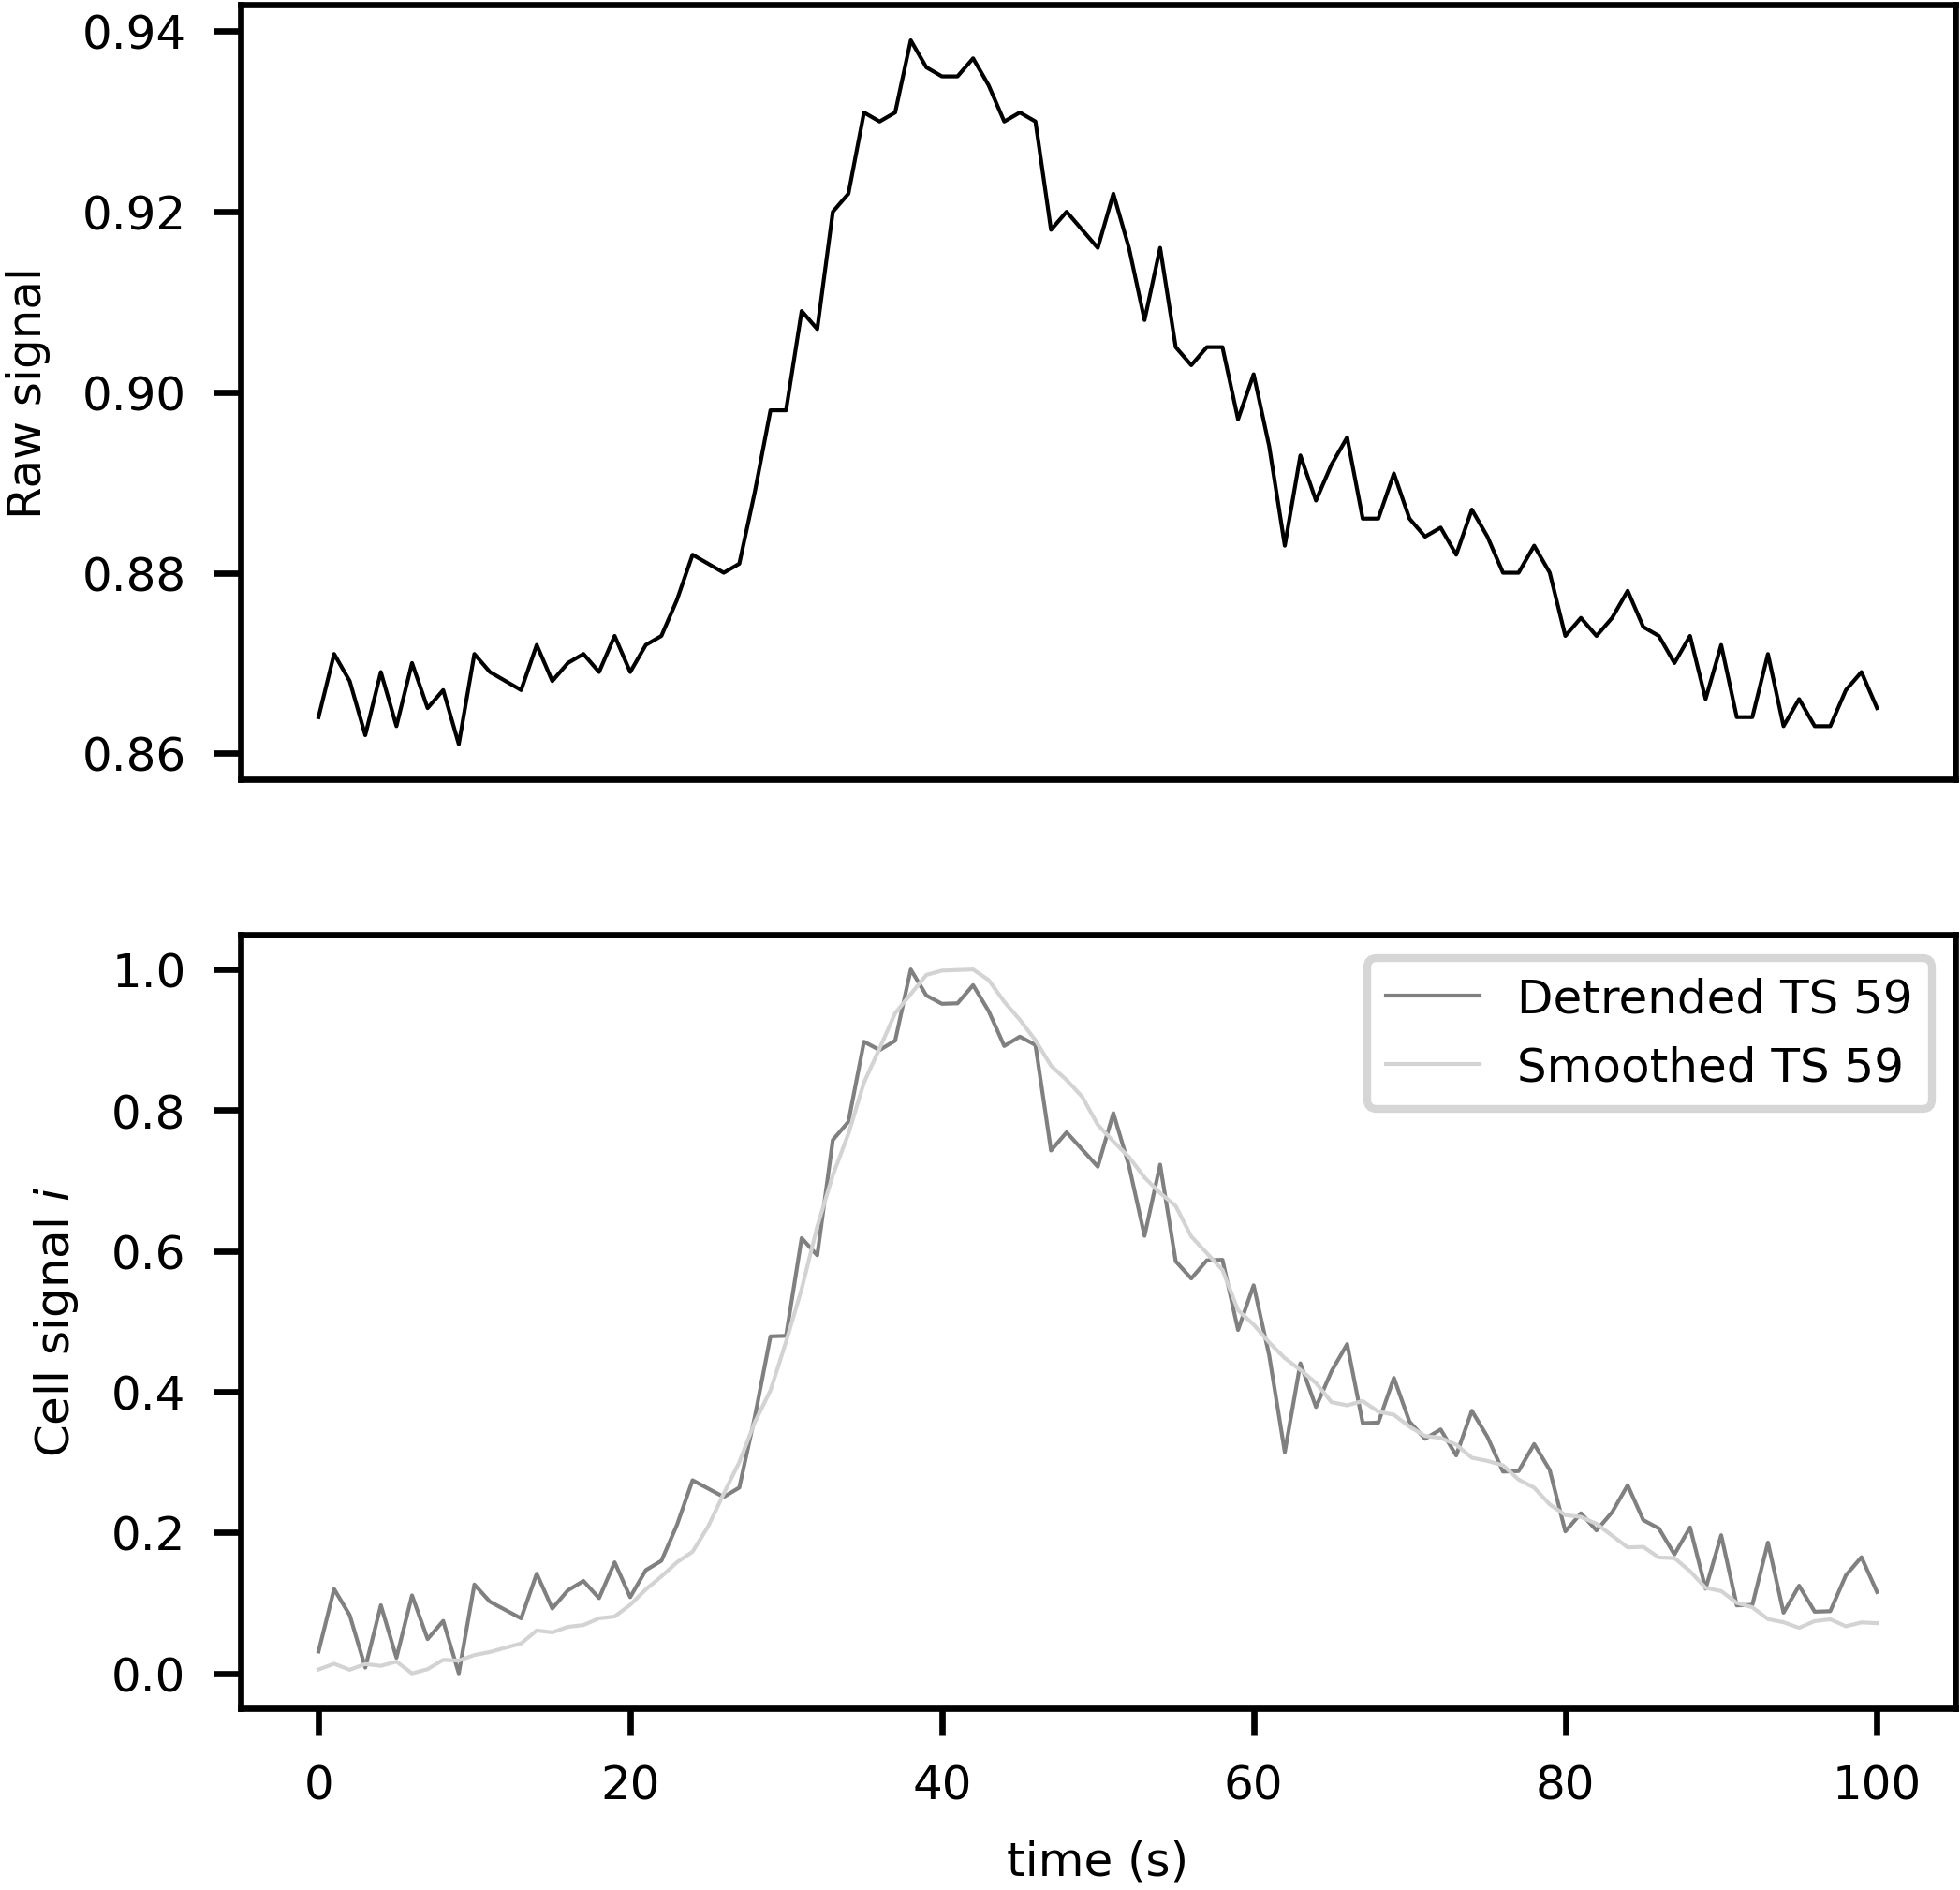 Raw signal
0.94
0.92
0.90
0.88
0.86
Cell signal i
1.0
0.8
0.6
0.4
0.2
0.0
Detrended TS 59
Smoothed TS 59
0 20 40 60 80 100
time (s)